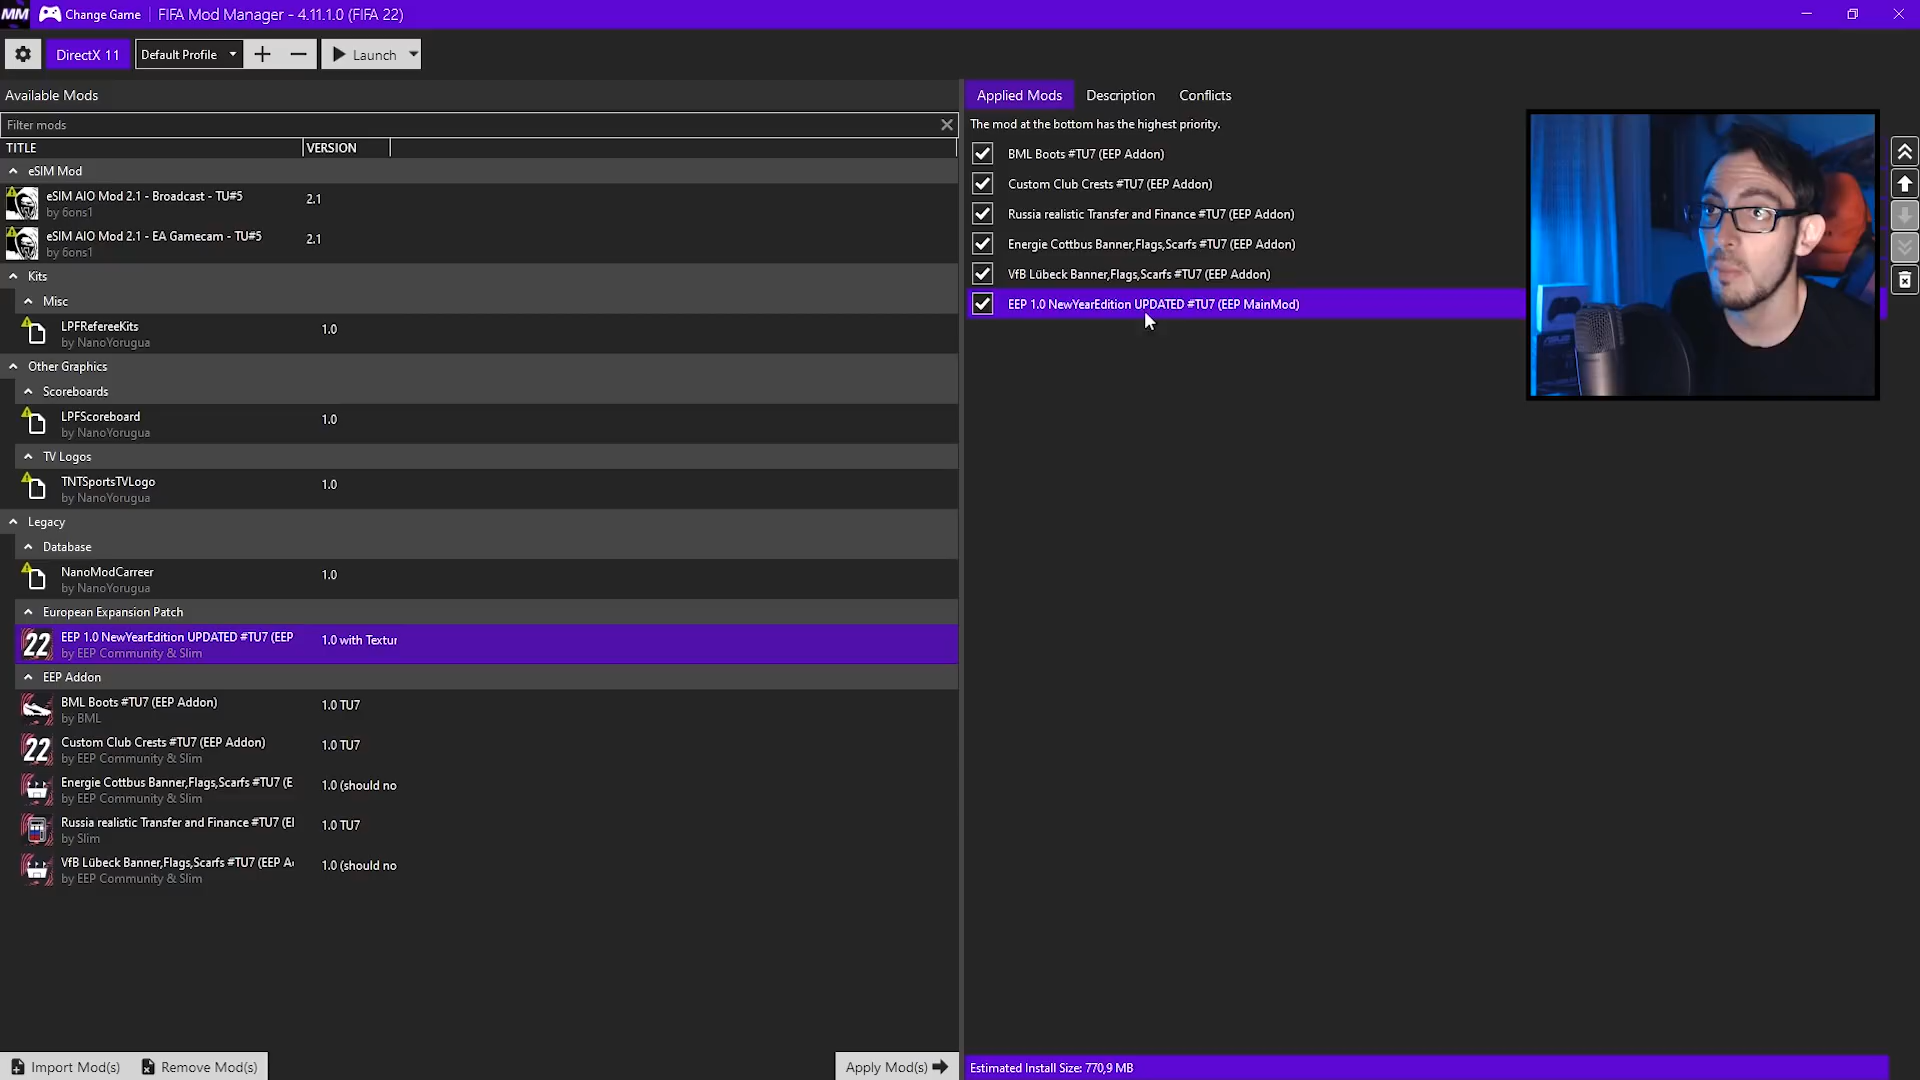 MM Change Game FIFA Mod Manager - 4.11.1.0 (FIFA 22)
DirectX 11 Default Profile Launch
Available Mods
Filter mods
TITLE VERSION
eSIM Mod
eSIM AIO Mod 2.1 - Broadcast - TU#5 2.1
by 6ons1
eSIM AIO Mod 2.1 - EA Gamecam - TU#5 2.1
by 6ons1
Kits
Misc
LPFRefereeKits 1.0
by NanoYorugua
Other Graphics
Scoreboards
LPFScoreboard 1.0
by NanoYorugua
TV Logos
TNTSportsTVLogo 1.0
by NanoYorugua
Legacy
Database
NanoModCarreer 1.0
by NanoYorugua
European Expansion Patch
22 EEP 1.0 NewYearEdition UPDATED #TU7 (EEP 1.0 with Textur
by EEP Community & Slim
EEP Addon
BML Boots #TU7 (EEP Addon) 1.0 TU7
by BML
22 Custom Club Crests #TU7 (EEP Addon) 1.0 TU7
by EEP Community & Slim
Energie Cottbus Banner,Flags,Scarfs #TU7 (E 1.0 (should no
by EEP Community & Slim
Russia realistic Transfer and Finance #TU7 (El 1.0 TU7
by Slim
VfB Lübeck Banner,Flags,Scarfs #TU7 (EEP A 1.0 (should no
by EEP Community & Slim
Import Mod(s) Remove Mod(s) Apply Mod(s)
Applied Mods Description Conflicts
The mod at the bottom has the highest priority.
BML Boots #TU7 (EEP Addon)
Custom Club Crests #TU7 (EEP Addon)
Russia realistic Transfer and Finance #TU7 (EEP Addon)
Energie Cottbus Banner,Flags,Scarfs #TU7 (EEP Addon)
VfB Lübeck Banner,Flags,Scarfs #TU7 (EEP Addon)
EEP 1.0 NewYearEdition UPDATED #TU7 (EEP MainMod)
Estimated Install Size: 770,9 MB